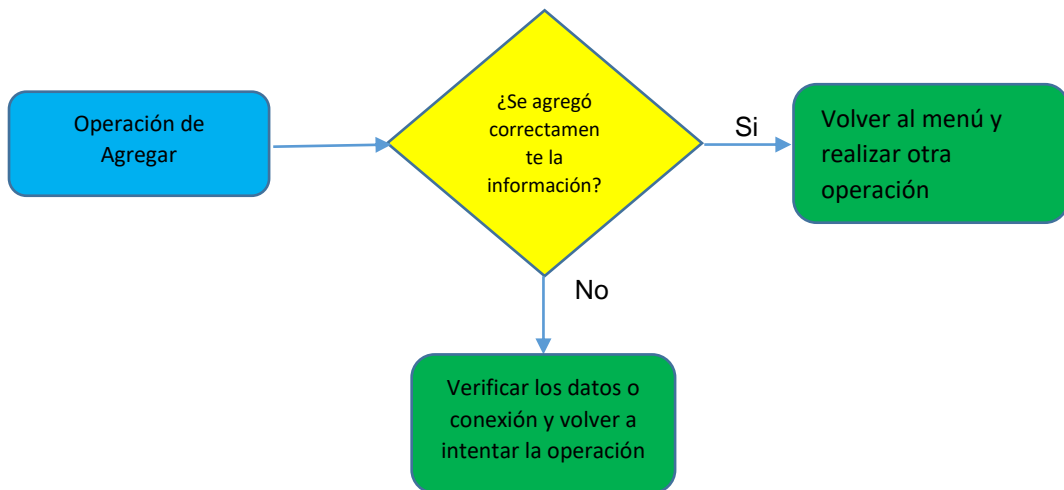 Operación de
Agregar
¿Se agregó
correctamen
te la
información?
Si
Volver al menú y
realizar otra
operación
No
Verificar los datos o
conexión y volver a
intentar la operación